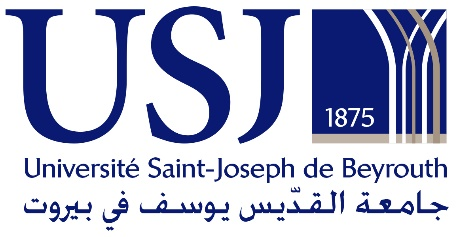 USJ
1875
Université Saint-Joseph de Beyrouth
جامعة القدّيس يوسف في بيروت